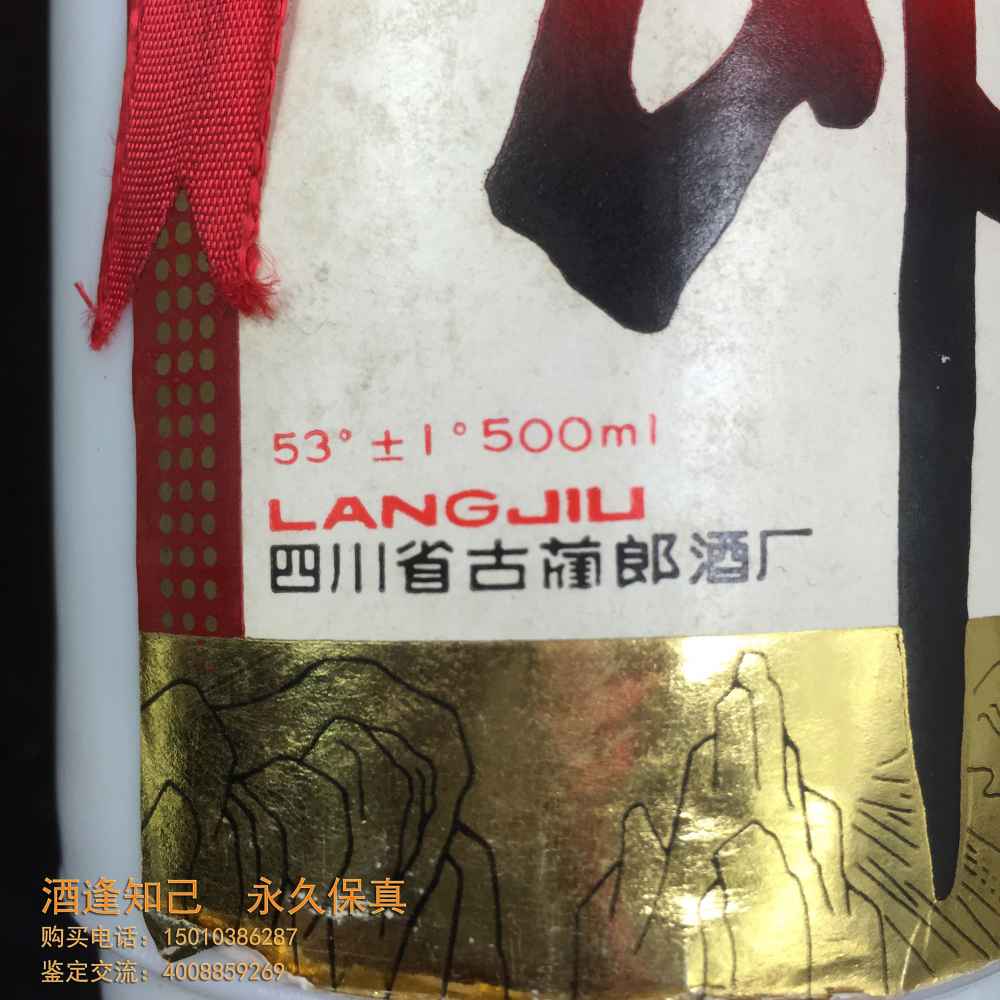 53°±1°500ml
LANGJIU
四川省古蔺郎酒厂
酒逢知己 永久保真
购买电话：15010386287
鉴定交流：4008859269